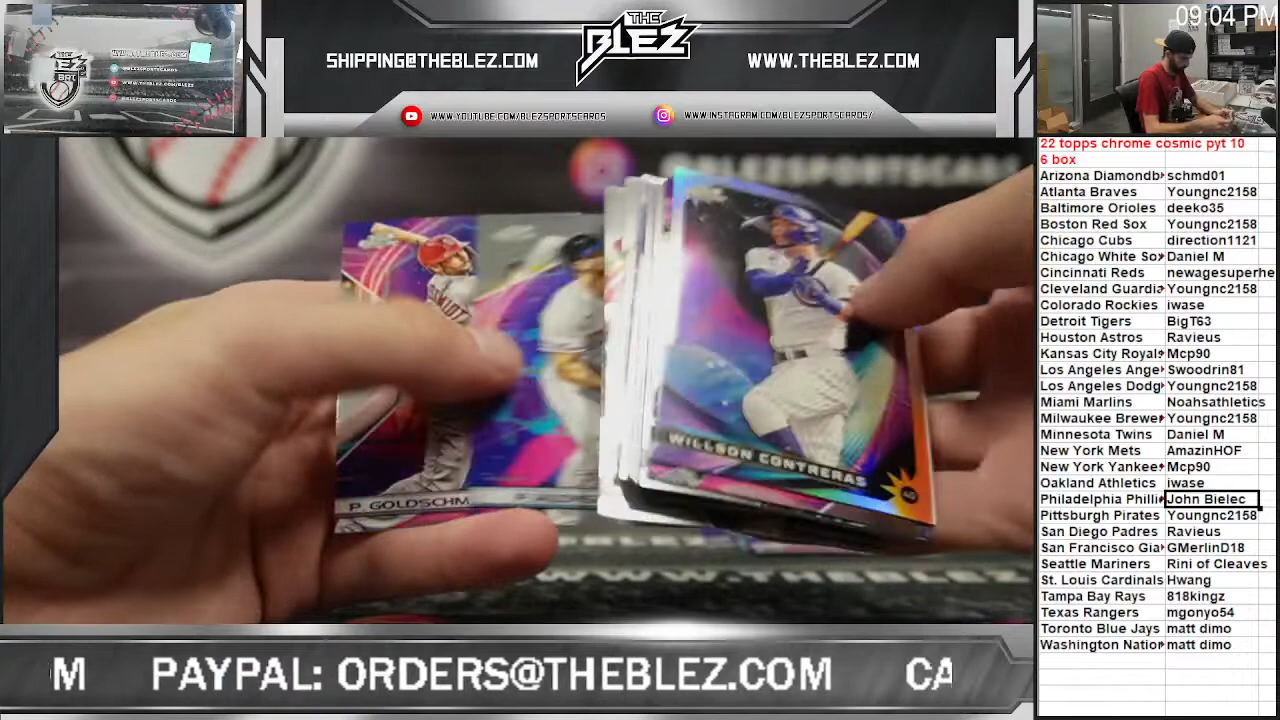 THE
BLEZ
SHIPPING@THEBLEZ.COM
WWW.THEBLEZ.COM
WWW.YOUTUBE.COM/BLEZSPORTSCARDS
WWW.INSTAGRAM.COM/BLEZSPORTSCARDS/
09:04 PM
22 topps chrome cosmic pyt 10
6 box
Arizona Diamondb schmd01
Atlanta Braves Youngnc2158
Baltimore Orioles deeko35
Boston Red Sox Youngnc2158
Chicago Cubs direction1121
Chicago White Sox Daniel M
Cincinnati Reds newagesuperhe
Cleveland Guardia Youngnc2158
Colorado Rockies iwase
Detroit Tigers BigT63
Houston Astros Ravieus
Kansas City Royals Mcp90
Los Angeles Ange Swoodrin81
Los Angeles Dodg Youngnc2158
Miami Marlins Noahsathletics
Milwaukee Brewe Youngnc2158
Minnesota Twins Daniel M
New York Mets AmazinHOF
New York Yankee Mcp90
Oakland Athletics iwase
Philadelphia Philli John Bielec
Pittsburgh Pirates Youngnc2158
San Diego Padres Ravieus
San Francisco Gia GMerlinD18
Seattle Mariners Rini of Cleaves
St. Louis Cardinals Hwang
Tampa Bay Rays 818kingz
Texas Rangers mgonyo54
Toronto Blue Jays matt dimo
Washington Nation matt dimo
@BLEZSPORTSCARDS
WILLSON CONTRERAS
P. GOLDSCHM
WWW.THEBLEZ
M PAYPAL: ORDERS@THEBLEZ.COM CA